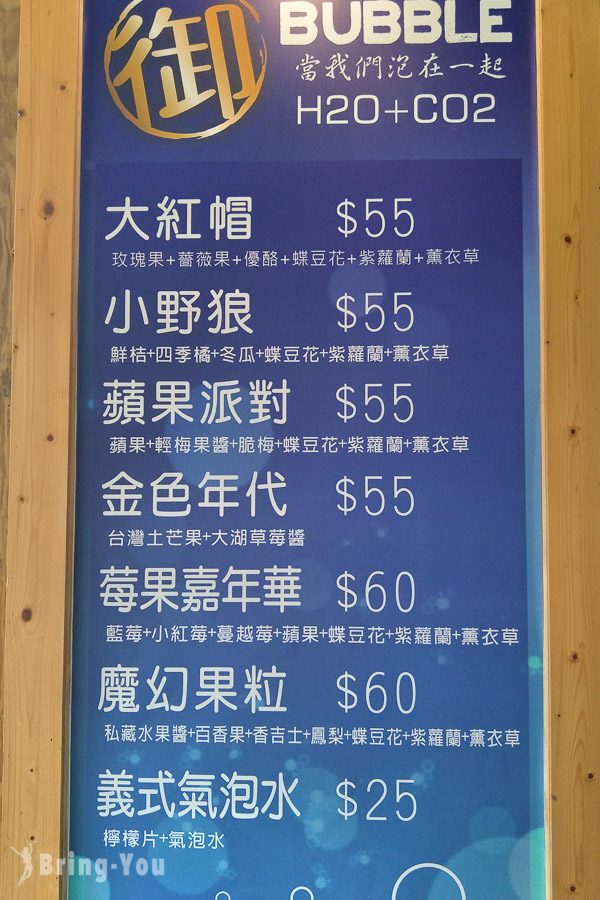 御
BUBBLE
當我們泡在一起
H2O+CO2
大紅帽 $55
玫瑰果+薔薇果+優酪+蝶豆花+紫蘿蘭+薰衣草
小野狼 $55
鮮桔+四季橘+冬瓜+蝶豆花+紫蘿蘭+薰衣草
蘋果派對 $55
蘋果+輕梅果醬+脆梅+蝶豆花+紫蘿蘭+薰衣草
金色年代 $55
台灣土芒果+大湖草莓醬
莓果嘉年華 $60
藍莓+小紅莓+蔓越莓+蘋果+蝶豆花+紫蘿蘭+薰衣草
魔幻果粒 $60
私藏水果醬+百香果+香吉士+鳳梨+蝶豆花+紫蘿蘭+薰衣草
義式氣泡水 $25
檸檬片+氣泡水
Bring-You